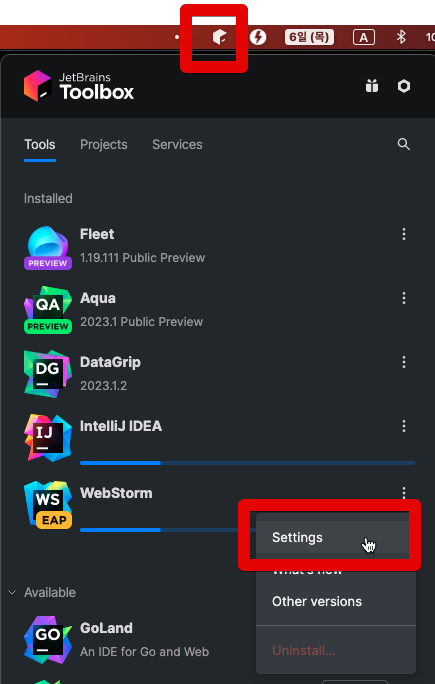 6일 (목)
A
10
JetBrains
Toolbox
Tools Projects Services
Installed
Fleet
PREVIEW
1.19.111 Public Preview
QA
Aqua
PREVIEW
2023.1 Public Preview
DG
DataGrip
2023.1.2
IJ
IntelliJ IDEA
WS
WebStorm
EAP
Settings
What's new
Other versions
Uninstall...
Available
GO
GoLand
An IDE for Go and Web